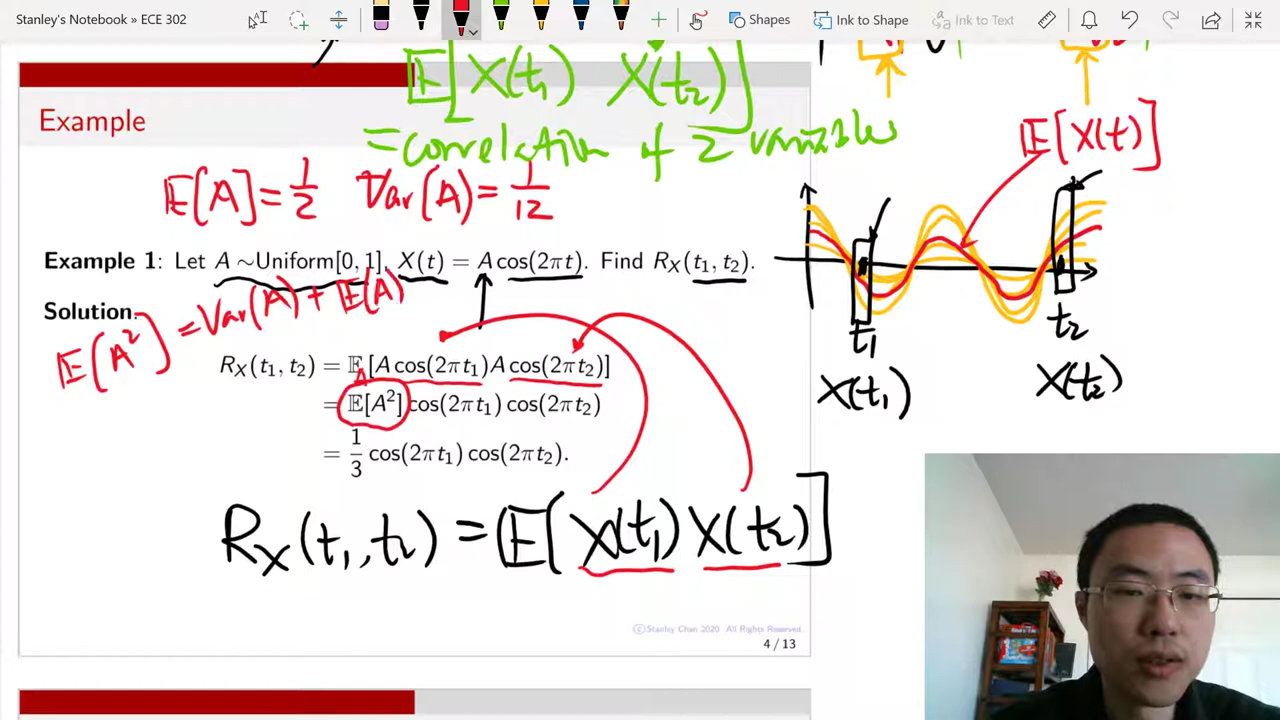 Stanley's Notebook » ECE 302
Shapes
Ink to Shape
Ink to Text
E[X(t₁) X(t₂)]
= correlation of 2 variables
E[X(t)]
Example
E[A] = 1/2 Var(A) = 1/12
Example 1: Let A ∼Uniform[0, 1], X(t) = A cos(2πt). Find R_X(t₁, t₂).
Solution.
E[A²] = Var(A) + E(A)
R_X(t₁, t₂) = E_A[A cos(2πt₁)A cos(2πt₂)]
= E[A²] cos(2πt₁) cos(2πt₂)
= 1/3 cos(2πt₁) cos(2πt₂).
t₁
t₂
X(t₁)
X(t₂)
R_X(t₁, t₂) = E[X(t₁) X(t₂)]
©Stanley Chan 2020 All Rights Reserved.
4 / 13